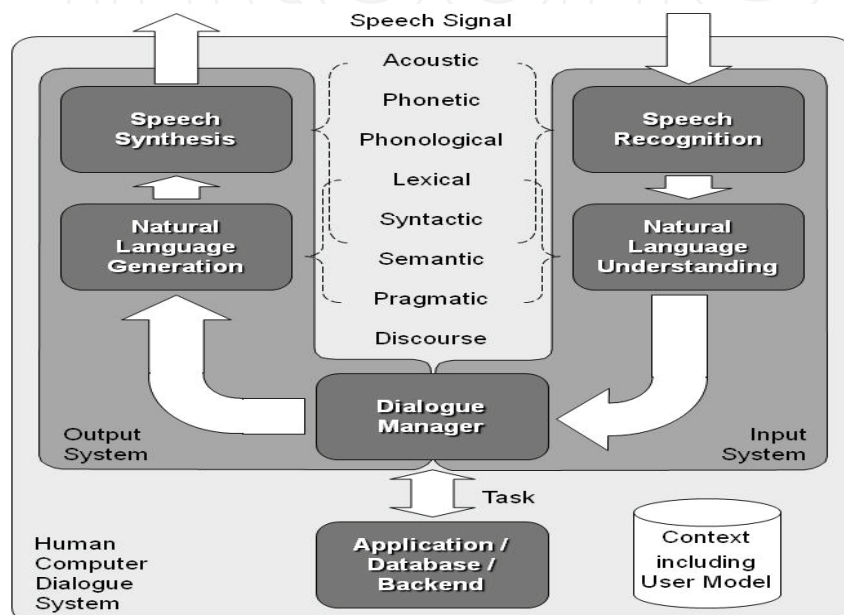 Speech Signal
Speech
Synthesis
Natural
Language
Generation
Acoustic
Phonetic
Phonological
Lexical
Syntactic
Semantic
Pragmatic
Discourse
Speech
Recognition
Natural
Language
Understanding
Dialogue
Manager
Output
System
Input
System
Task
Application /
Database /
Backend
Human
Computer
Dialogue
System
Context
including
User Model